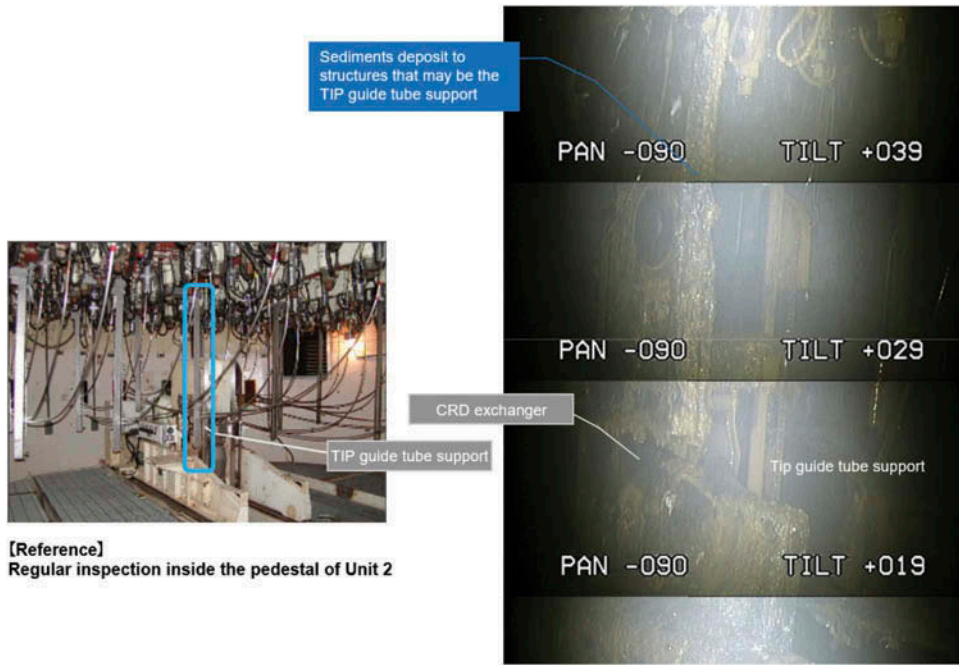 Sediments deposit to
structures that may be the
TIP guide tube support
PAN -090 TILT +039
PAN -090 TILT +029
CRD exchanger
TIP guide tube support
Tip guide tube support
【Reference】
Regular inspection inside the pedestal of Unit 2
PAN -090 TILT +019